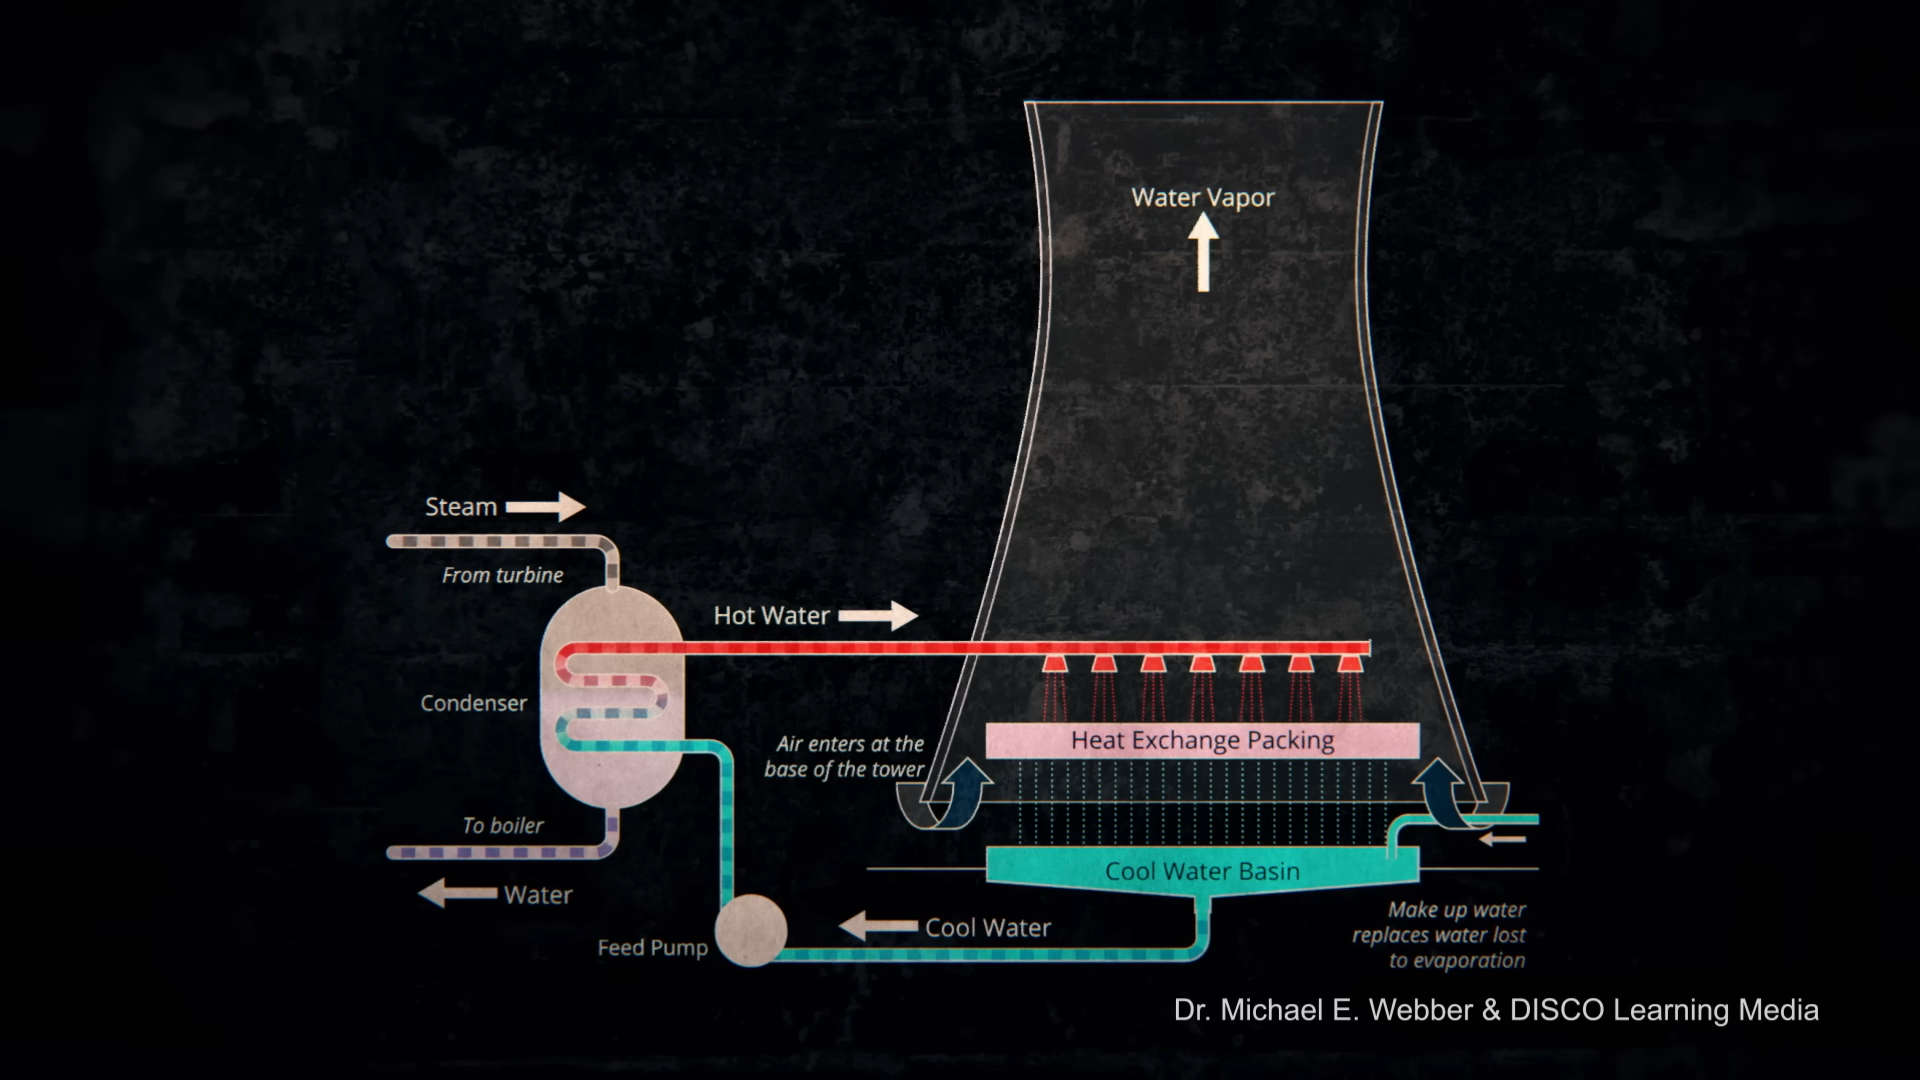 Water Vapor
Steam
From turbine
Hot Water
Condenser
Air enters at the
base of the tower
Heat Exchange Packing
To boiler
Water
Cool Water Basin
Feed Pump
Cool Water
Make up water
replaces water lost
to evaporation
Dr. Michael E. Webber & DISCO Learning Media